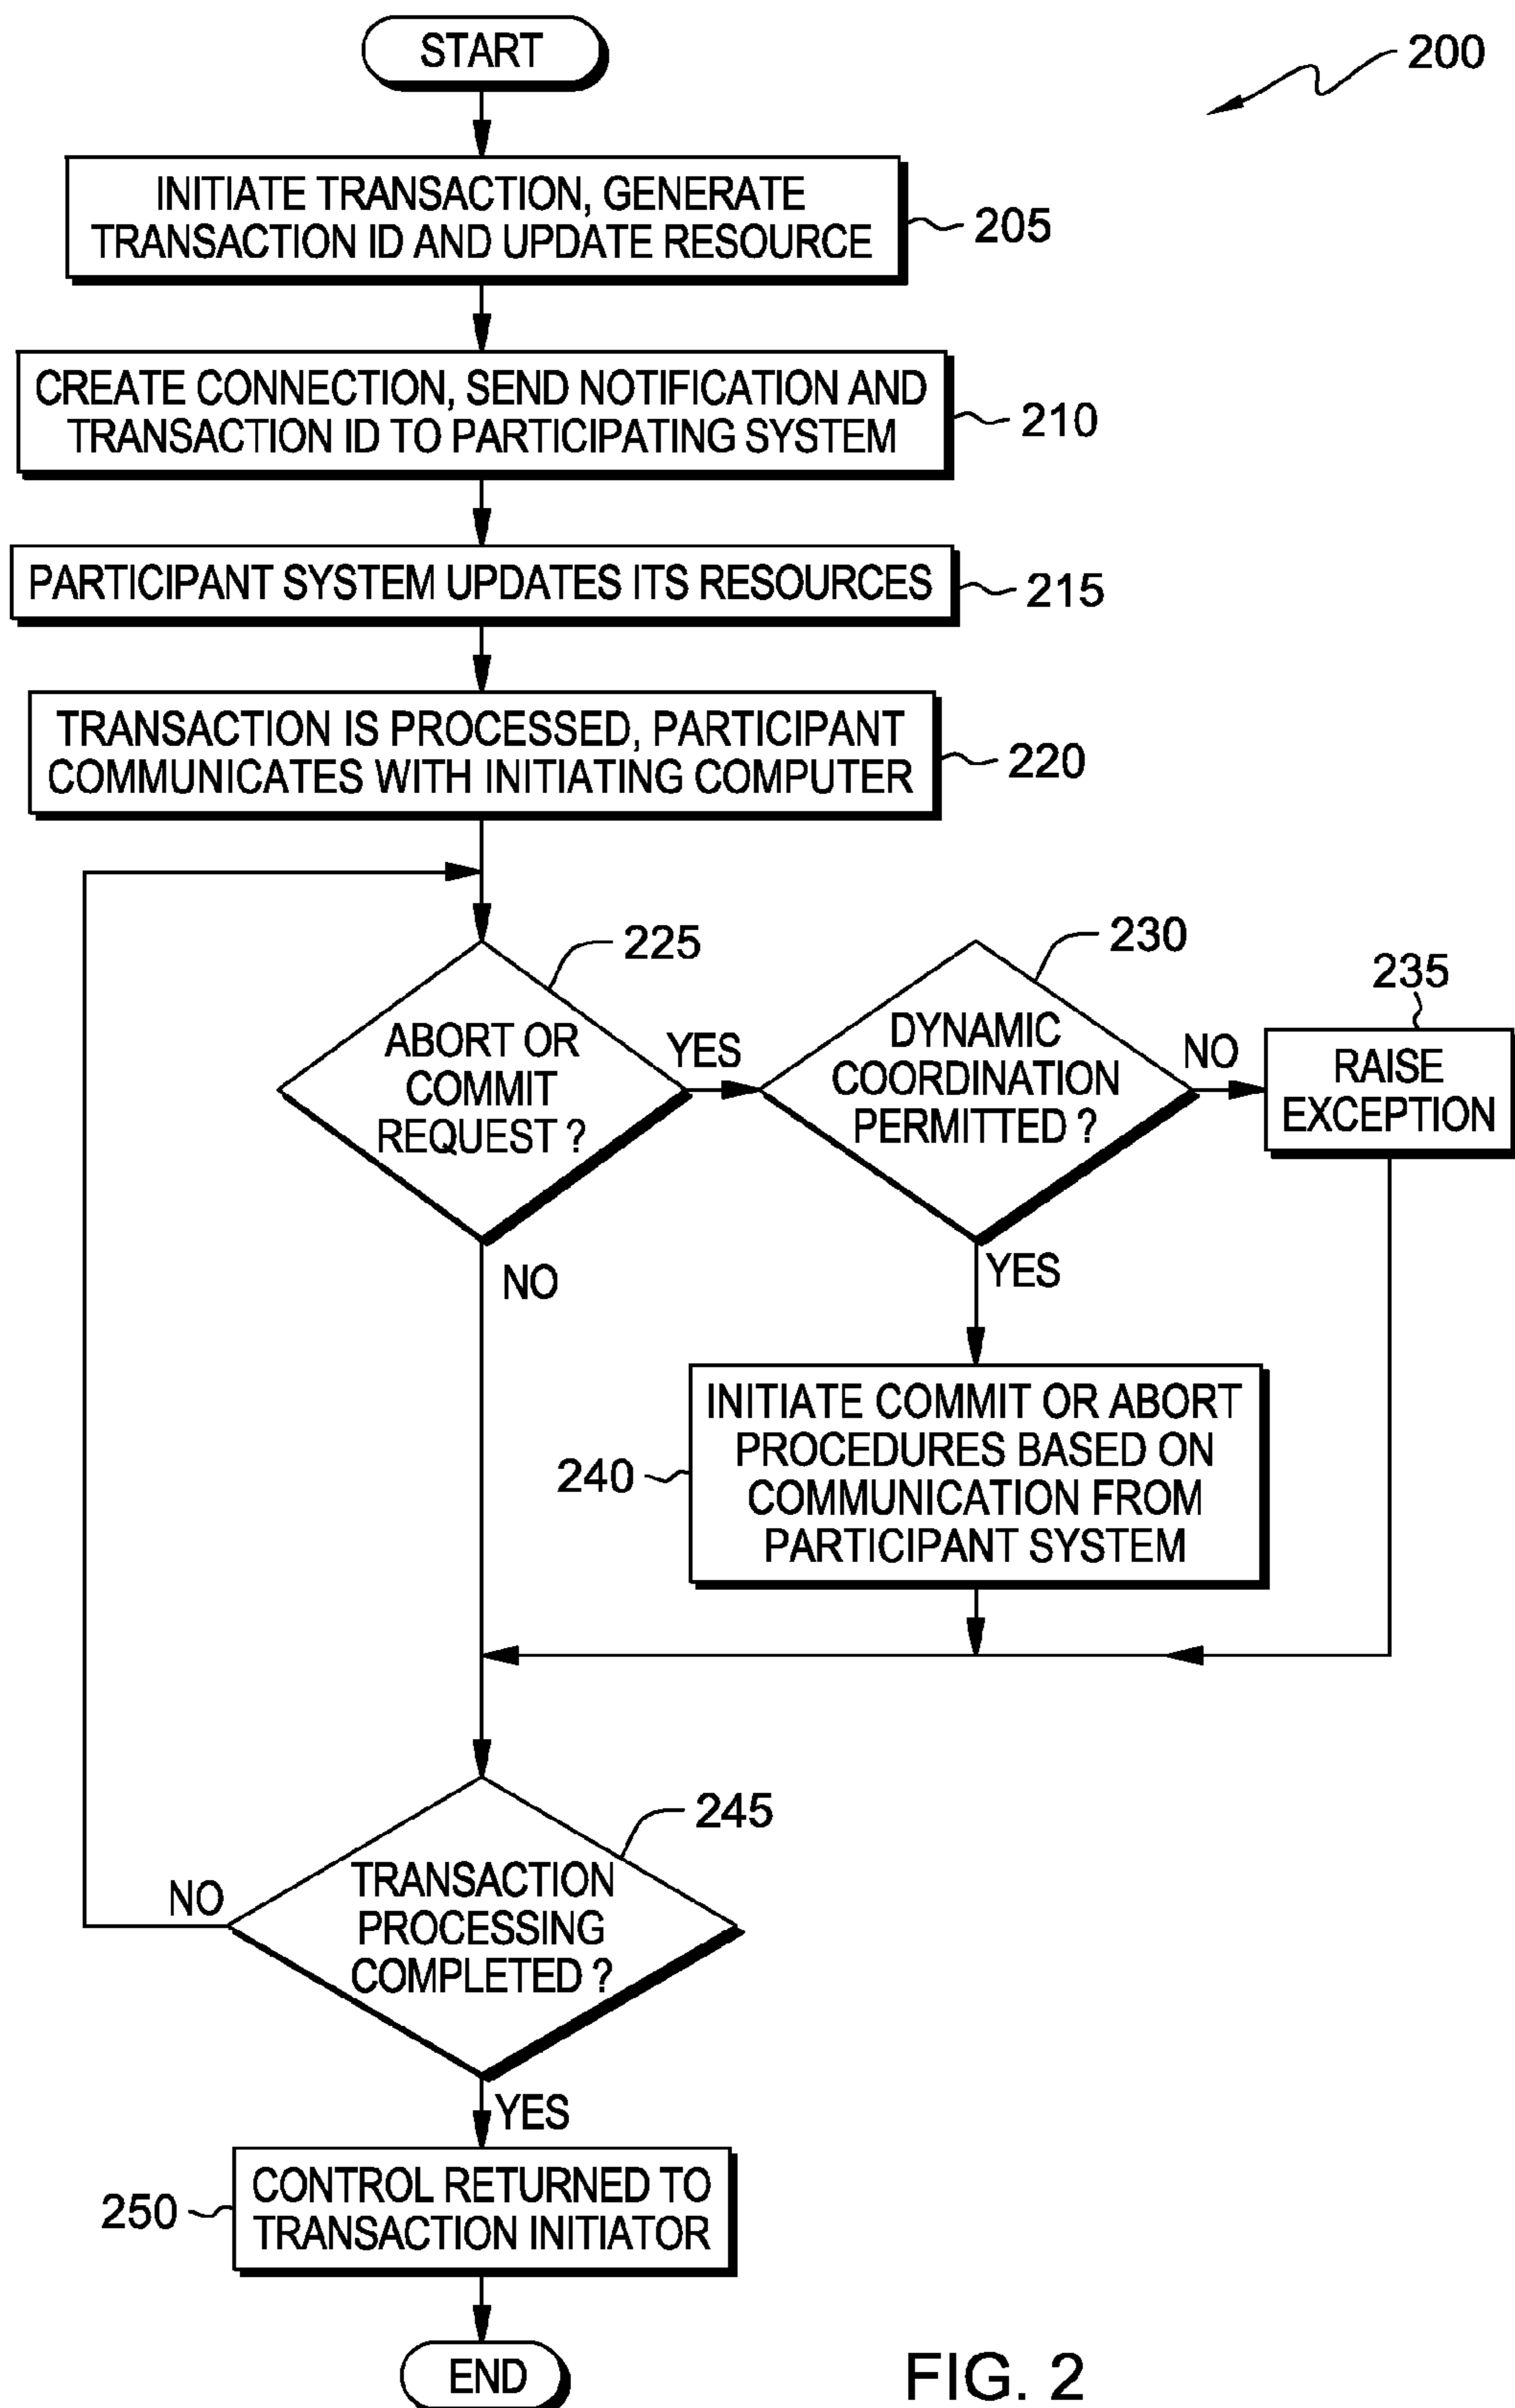 START
200
INITIATE TRANSACTION, GENERATE
TRANSACTION ID AND UPDATE RESOURCE
205
CREATE CONNECTION, SEND NOTIFICATION AND
TRANSACTION ID TO PARTICIPATING SYSTEM
210
PARTICIPANT SYSTEM UPDATES ITS RESOURCES
215
TRANSACTION IS PROCESSED, PARTICIPANT
COMMUNICATES WITH INITIATING COMPUTER
220
225
ABORT OR
COMMIT
REQUEST ?
YES
NO
230
DYNAMIC
COORDINATION
PERMITTED ?
NO
YES
235
RAISE
EXCEPTION
240
INITIATE COMMIT OR ABORT
PROCEDURES BASED ON
COMMUNICATION FROM
PARTICIPANT SYSTEM
245
TRANSACTION
PROCESSING
COMPLETED ?
NO
YES
250
CONTROL RETURNED TO
TRANSACTION INITIATOR
END
FIG. 2